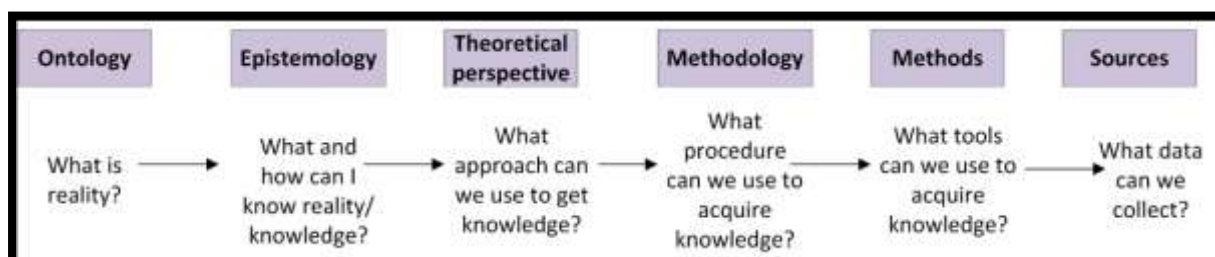 Ontology
Epistemology
Theoretical
perspective
Methodology
Methods
Sources
What is
reality?
What and
how can I
know reality/
knowledge?
What
approach can
we use to get
knowledge?
What
procedure
can we use to
acquire
knowledge?
What tools
can we use to
acquire
knowledge?
What data
can we
collect?